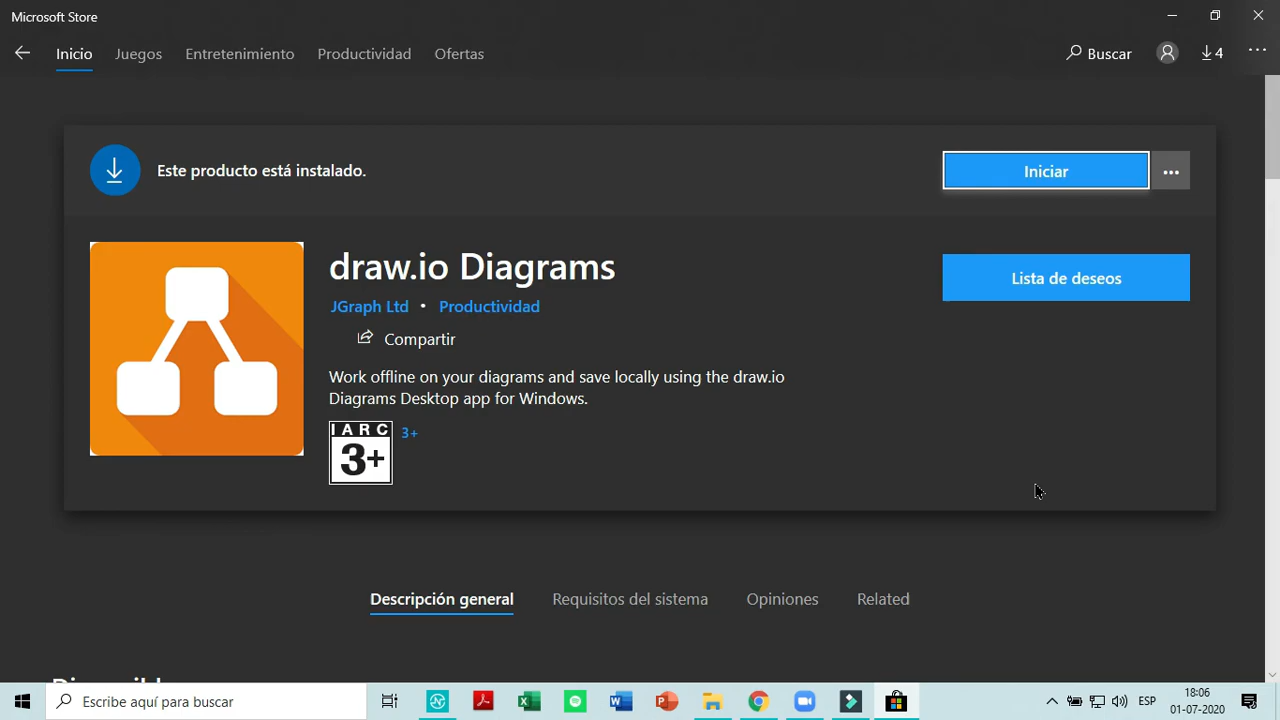 Microsoft Store
Inicio Juegos Entretenimiento Productividad Ofertas Buscar 4 ...
Este producto está instalado. Iniciar ...
draw.io Diagrams
Lista de deseos
JGraph Ltd • Productividad
Compartir
Work offline on your diagrams and save locally using the draw.io
Diagrams Desktop app for Windows.
IARC
3+
3+
Descripción general Requisitos del sistema Opiniones Related
Escribe aquí para buscar
ESP
18:06
01-07-2020